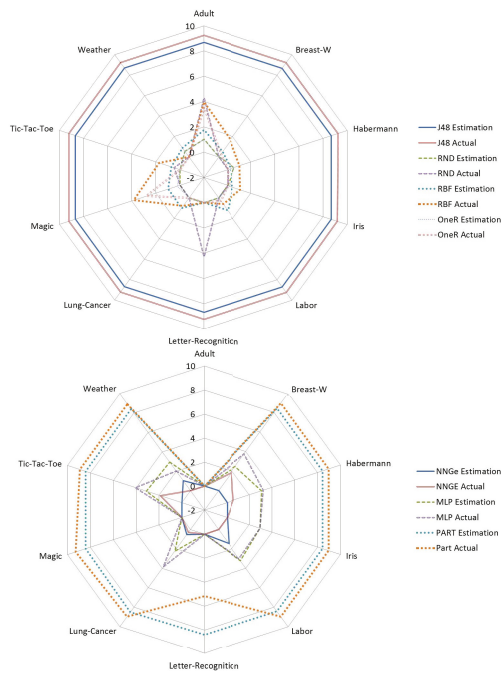 Adult
10
Weather
Breast-W
8
6
4
Tic-Tac-Toe
2
Habermann
0
-2
J48 Estimation
J48 Actual
RND Estimation
RND Actual
RBF Estimation
RBF Actual
OneR Estimation
OneR Actual
Magic
Iris
Lung-Cancer
Labor
Letter-Recognition
Adult
10
Weather
Breast-W
8
6
4
Tic-Tac-Toe
2
Habermann
0
-2
NNGe Estimation
NNGE Actual
MLP Estimation
MLP Actual
PART Estimation
Part Actual
Magic
Iris
Lung-Cancer
Labor
Letter-Recognition